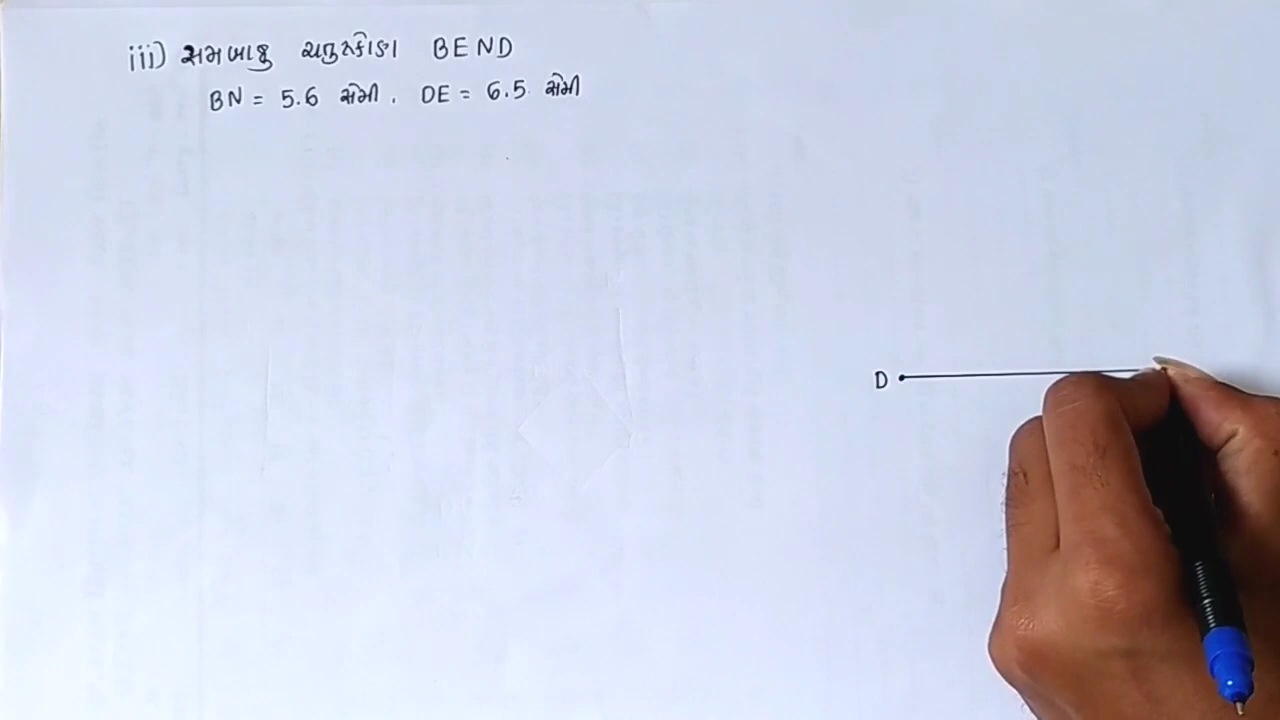 iii) સમબાજુ ચતુષ્કોણ BEND
BN = 5.6 સેમી. DE = 6.5 સેમી
D